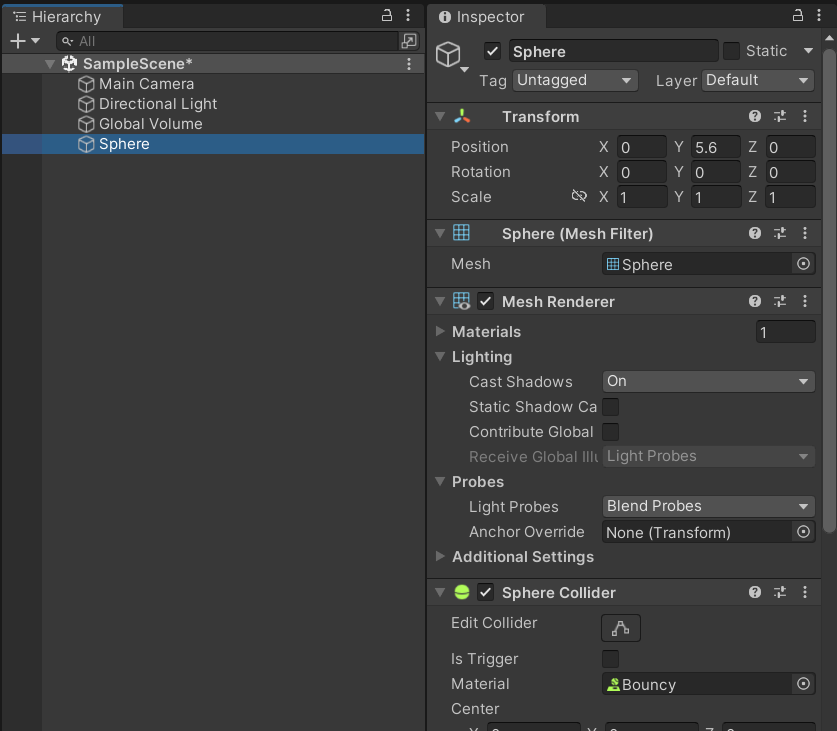 Hierarchy
All
SampleScene*
Main Camera
Directional Light
Global Volume
Sphere
Inspector
Sphere Static
Tag Untagged Layer Default
Transform
Position X 0 Y 5.6 Z 0
Rotation X 0 Y 0 Z 0
Scale X 1 Y 1 Z 1
Sphere (Mesh Filter)
Mesh Sphere
Mesh Renderer
Materials 1
Lighting
Cast Shadows On
Static Shadow Ca
Contribute Global
Receive Global Illu Light Probes
Probes
Light Probes Blend Probes
Anchor Override None (Transform)
Additional Settings
Sphere Collider
Edit Collider
Is Trigger
Material Bouncy
Center